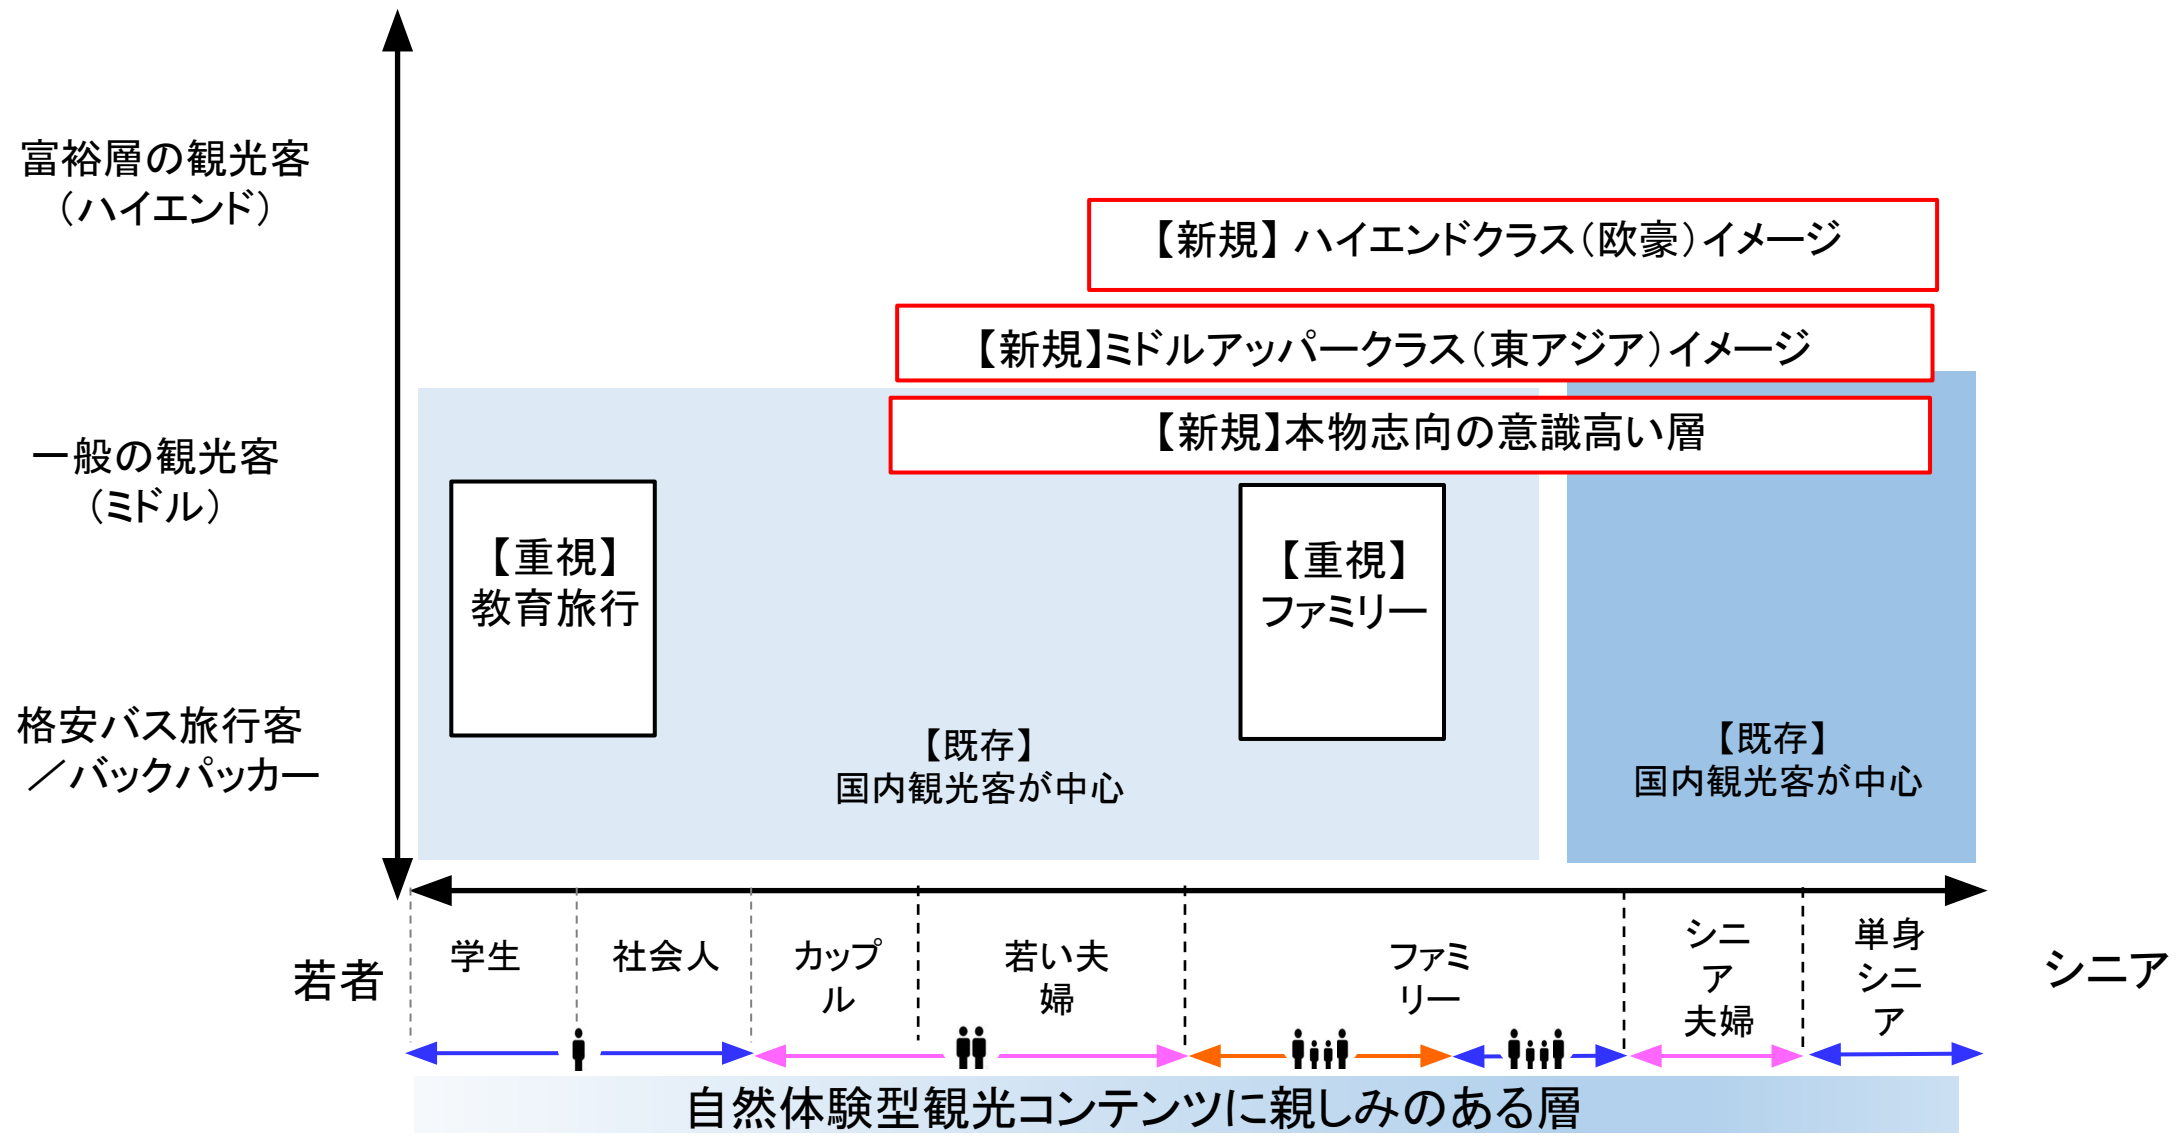 富裕層の観光客
（ハイエンド）
【新規】 ハイエンドクラス（欧豪）イメージ
【新規】ミドルアッパークラス（東アジア）イメージ
【新規】本物志向の意識高い層
一般の観光客
（ミドル）
【重視】
教育旅行
【重視】
ファミリー
格安バス旅行客
／バックパッカー
【既存】
国内観光客が中心
【既存】
国内観光客が中心
若者
学生
社会人
カップ
ル
若い夫
婦
ファミ
リー
シニ
ア
夫婦
単身
シニ
ア
シニア
自然体験型観光コンテンツに親しみのある層